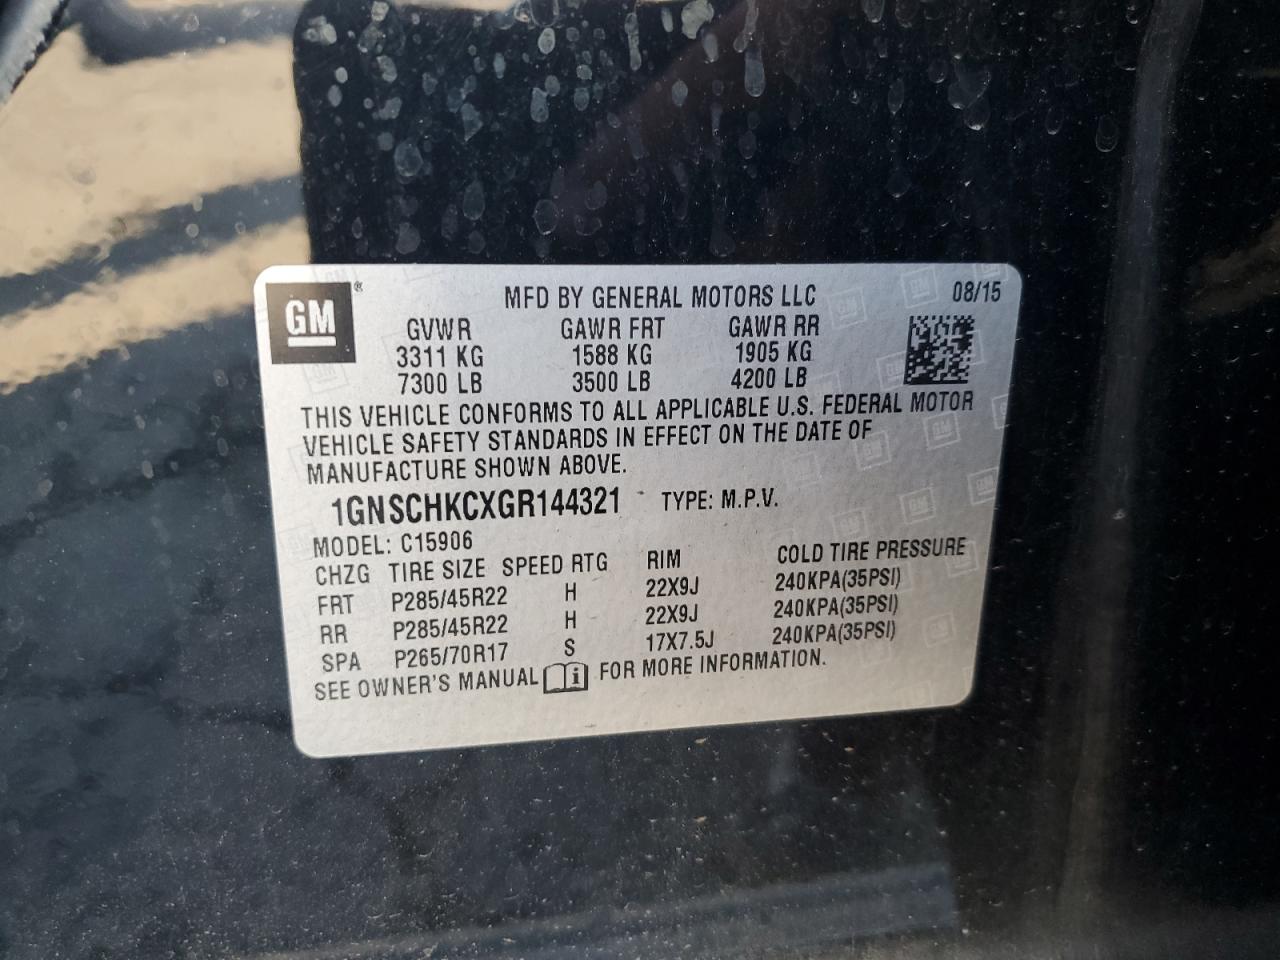 GM ® MFD BY GENERAL MOTORS LLC 08/15
GVWR GAWR FRT GAWR RR
3311 KG 1588 KG 1905 KG
7300 LB 3500 LB 4200 LB
THIS VEHICLE CONFORMS TO ALL APPLICABLE U.S. FEDERAL MOTOR
VEHICLE SAFETY STANDARDS IN EFFECT ON THE DATE OF
MANUFACTURE SHOWN ABOVE.
1GNSCHKCXGR144321 TYPE: M.P.V.
MODEL: C15906
CHZG TIRE SIZE SPEED RTG RIM COLD TIRE PRESSURE
FRT P285/45R22 H 22X9J 240KPA(35PSI)
RR P285/45R22 H 22X9J 240KPA(35PSI)
SPA P265/70R17 S 17X7.5J 240KPA(35PSI)
SEE OWNER'S MANUAL i FOR MORE INFORMATION.